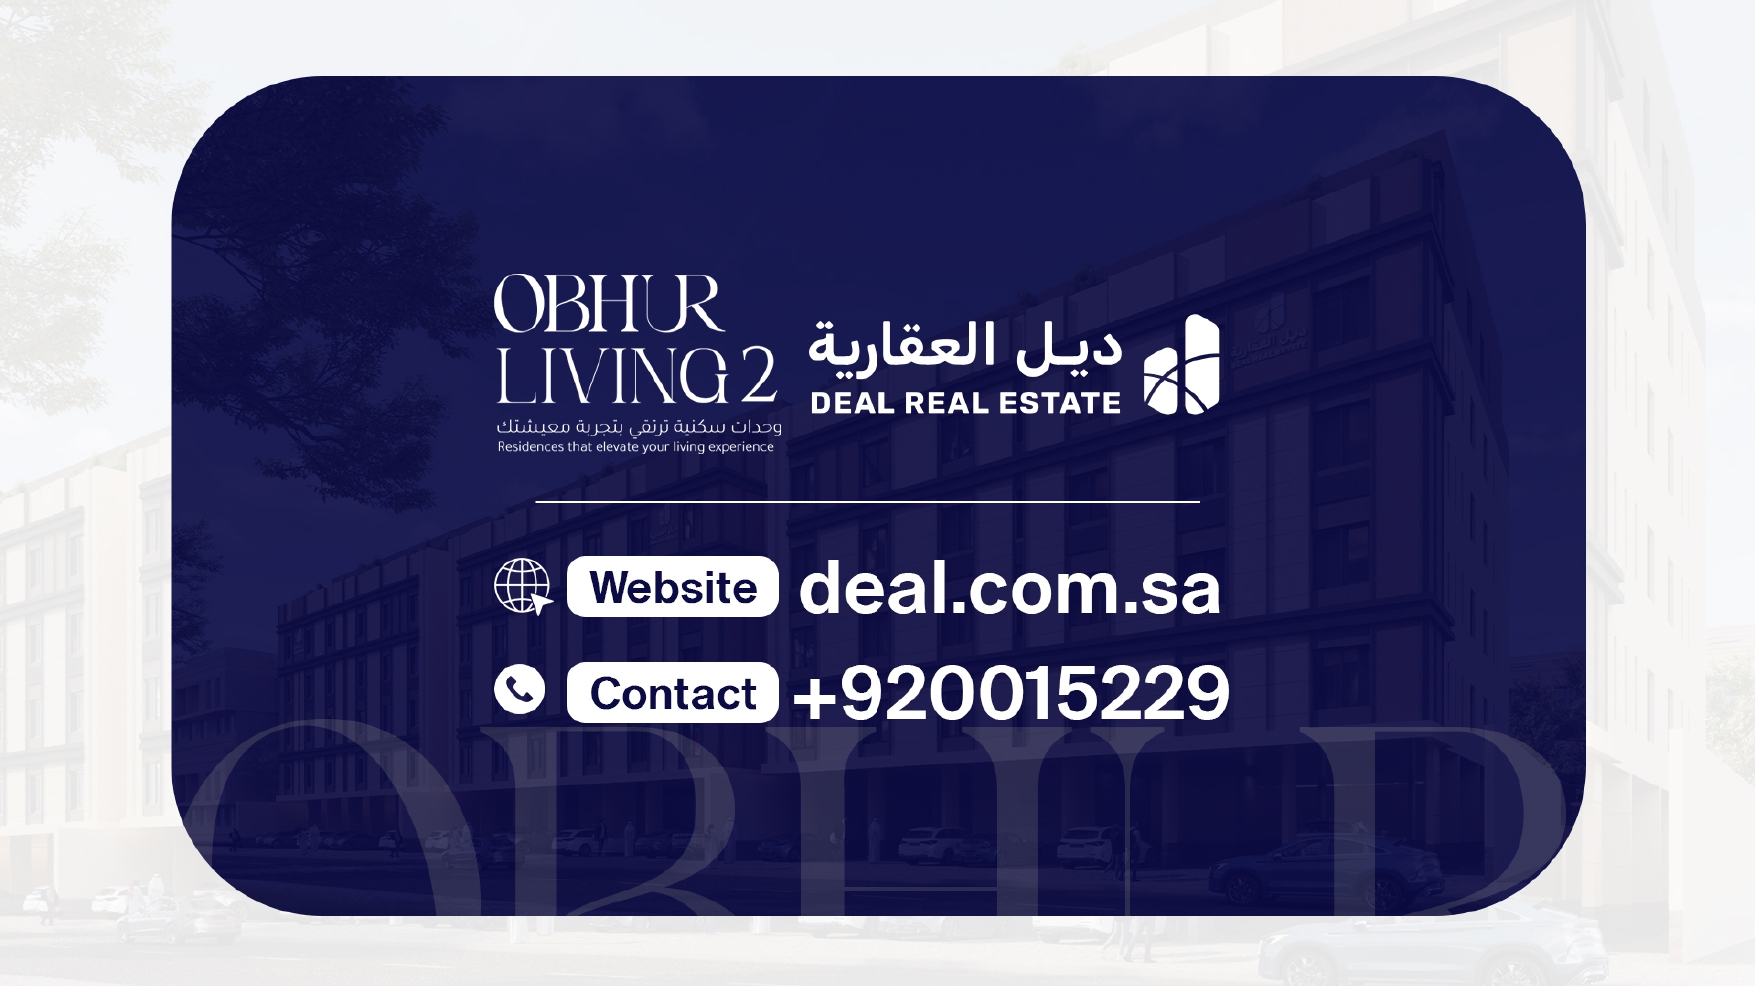 OBHUR
LIVING 2
وحدات سكنية ترتقي بتجربة معيشتك
Residences that elevate your living experience
ديل العقارية
DEAL REAL ESTATE
Website deal.com.sa
Contact +920015229
OBHUR